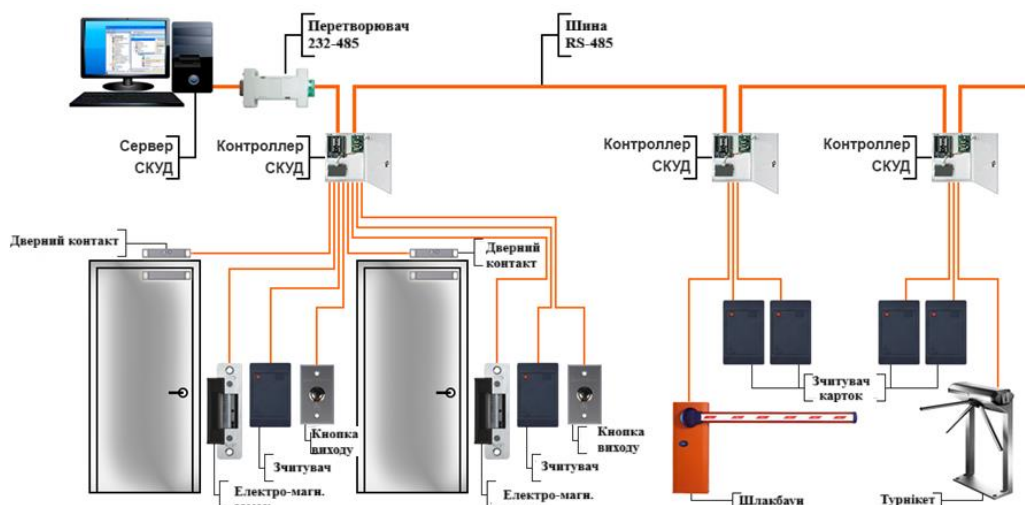 Перетворювач
232-485
Шина
RS-485
Сервер
СКУД
Контроллер
СКУД
Контроллер
СКУД
Контроллер
СКУД
Дверний контакт
Дверний
контакт
Зчитувач
карток
Кнопка
виходу
Кнопка
виходу
Зчитувач
Зчитувач
Електро-магн.
Електро-магн.
Шлакбаун
Турнікет